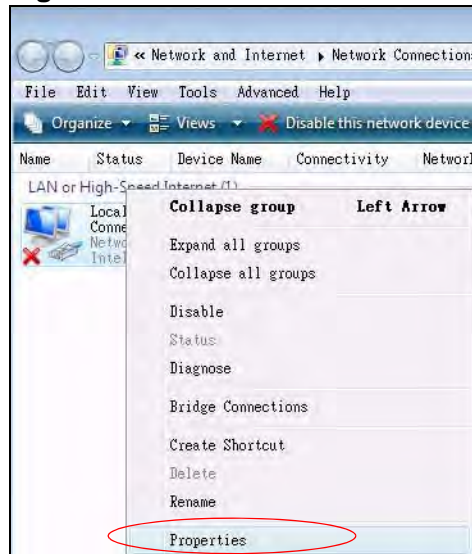 « Network and Internet ▸ Network Connection
File Edit View Tools Advanced Help
Organize Views Disable this network device
Name Status Device Name Connectivity Networ
LAN or High-Speed Internet (1)
Local
Conne
Netwo
Intel
Collapse group Left Arrow
Expand all groups
Collapse all groups
Disable
Status
Diagnose
Bridge Connections
Create Shortcut
Delete
Rename
Properties